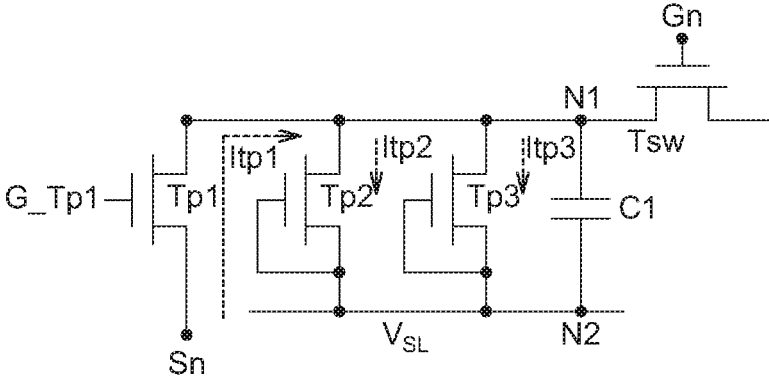 Gn
N1
Tsw
Itp1
Itp2
Itp3
G_Tp1
Tp1
Tp2
Tp3
C1
Sn
VSL
N2